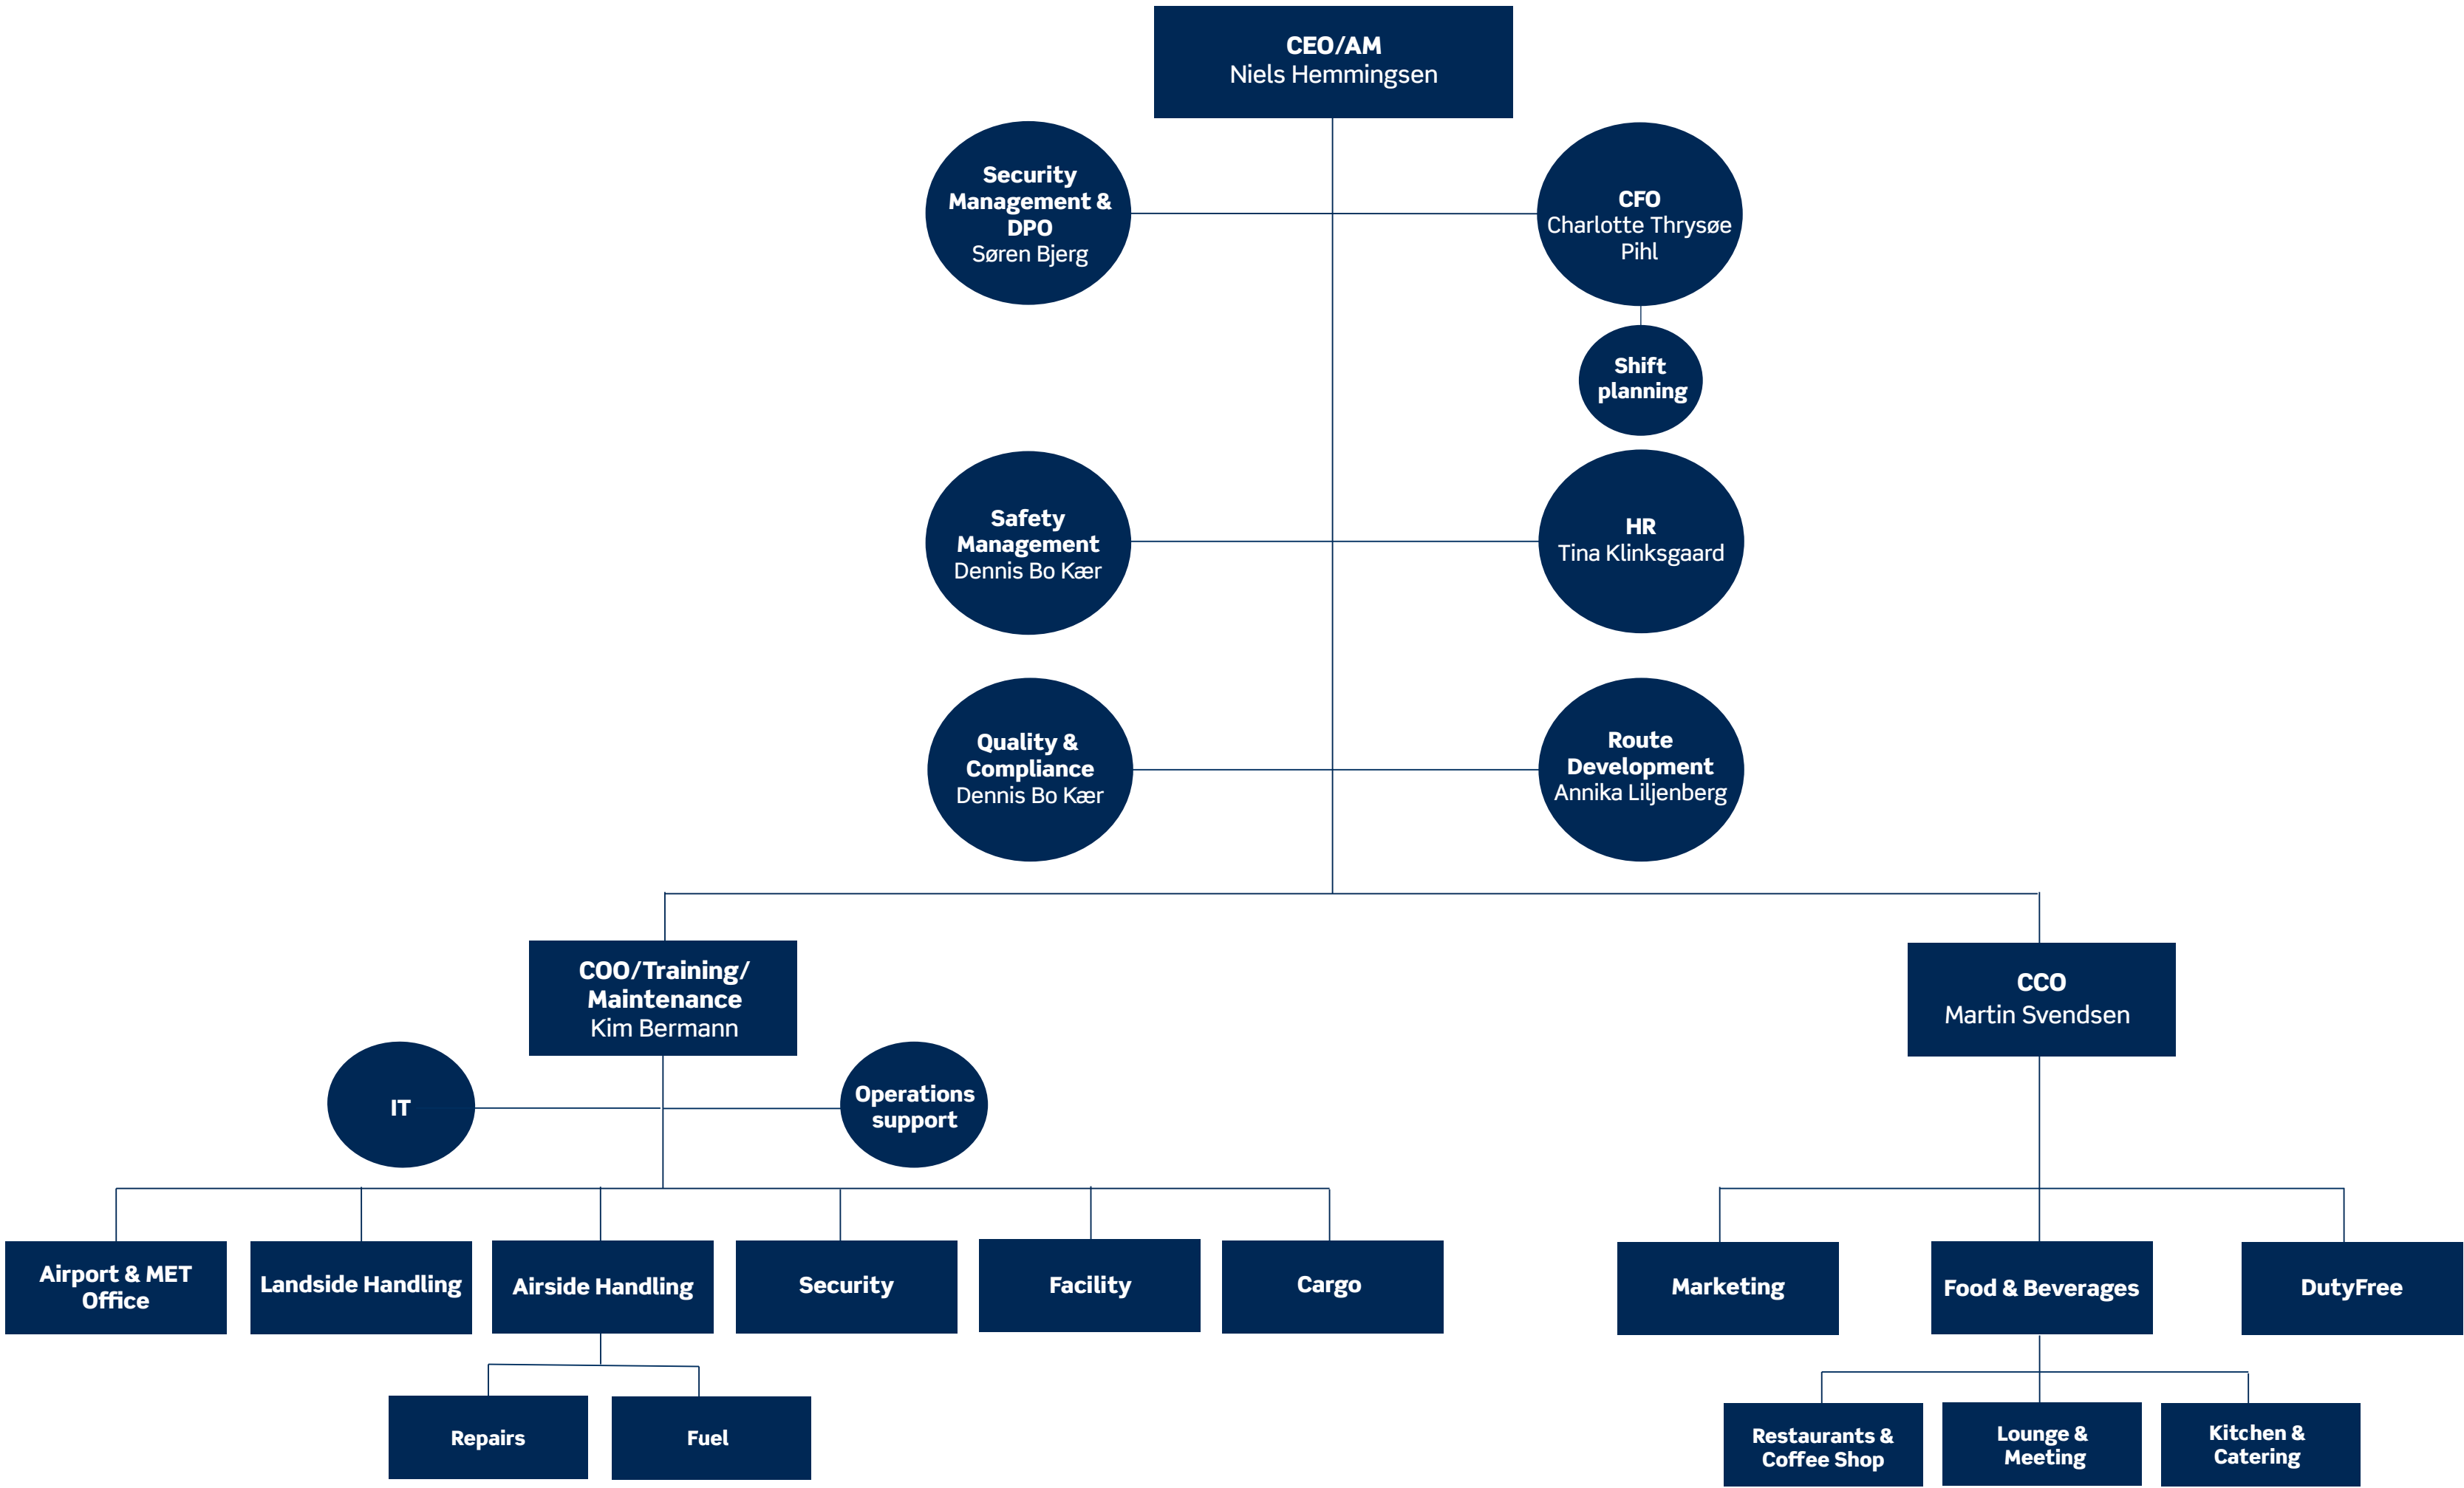 CEO/AM
Niels Hemmingsen
Security
Management &
DPO
Søren Bjerg
CFO
Charlotte Thrysøe
Pihl
Shift
planning
Safety
Management
Dennis Bo Kær
HR
Tina Klinksgaard
Quality &
Compliance
Dennis Bo Kær
Route
Development
Annika Liljenberg
COO/Training/
Maintenance
Kim Bermann
CCO
Martin Svendsen
IT
Operations
support
Airport & MET
Office
Landside Handling
Airside Handling
Security
Facility
Cargo
Marketing
Food & Beverages
DutyFree
Repairs
Fuel
Restaurants &
Coffee Shop
Lounge &
Meeting
Kitchen &
Catering